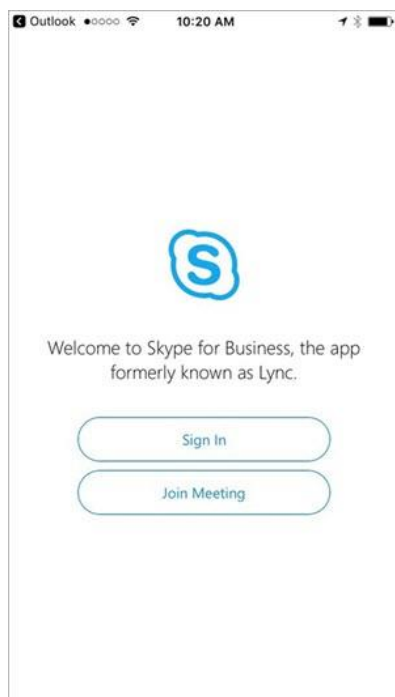 Outlook 10:20 AM
S
Welcome to Skype for Business, the app
formerly known as Lync.
Sign In
Join Meeting